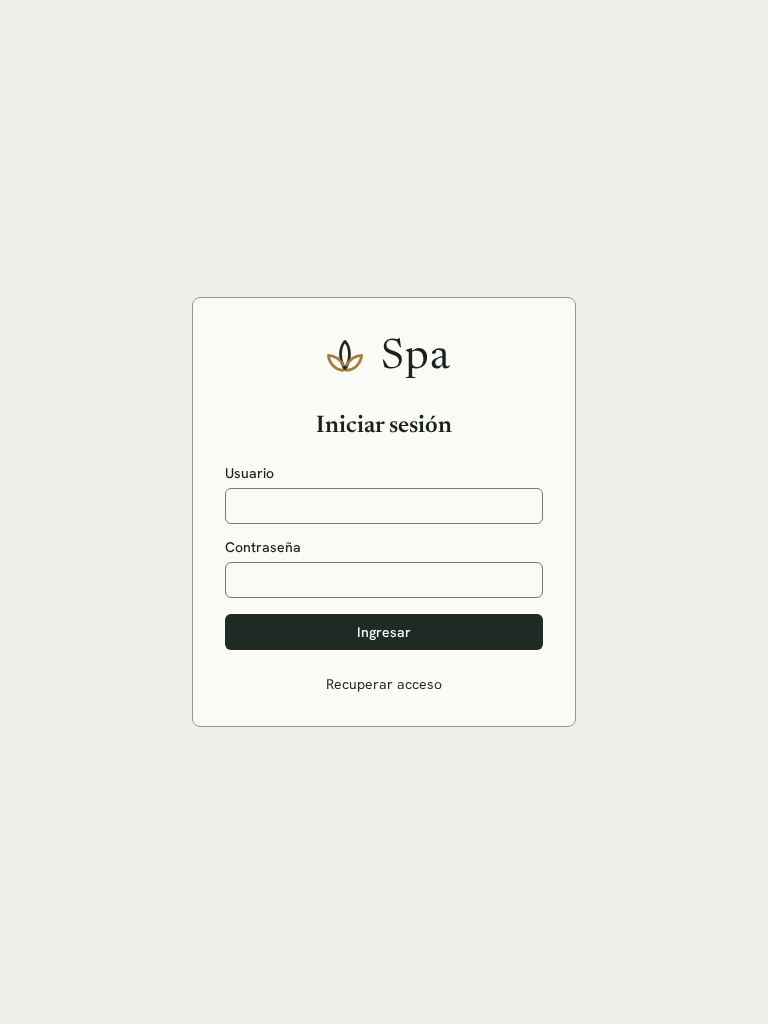 Spa
Iniciar sesión
Usuario
Contraseña
Ingresar
Recuperar acceso